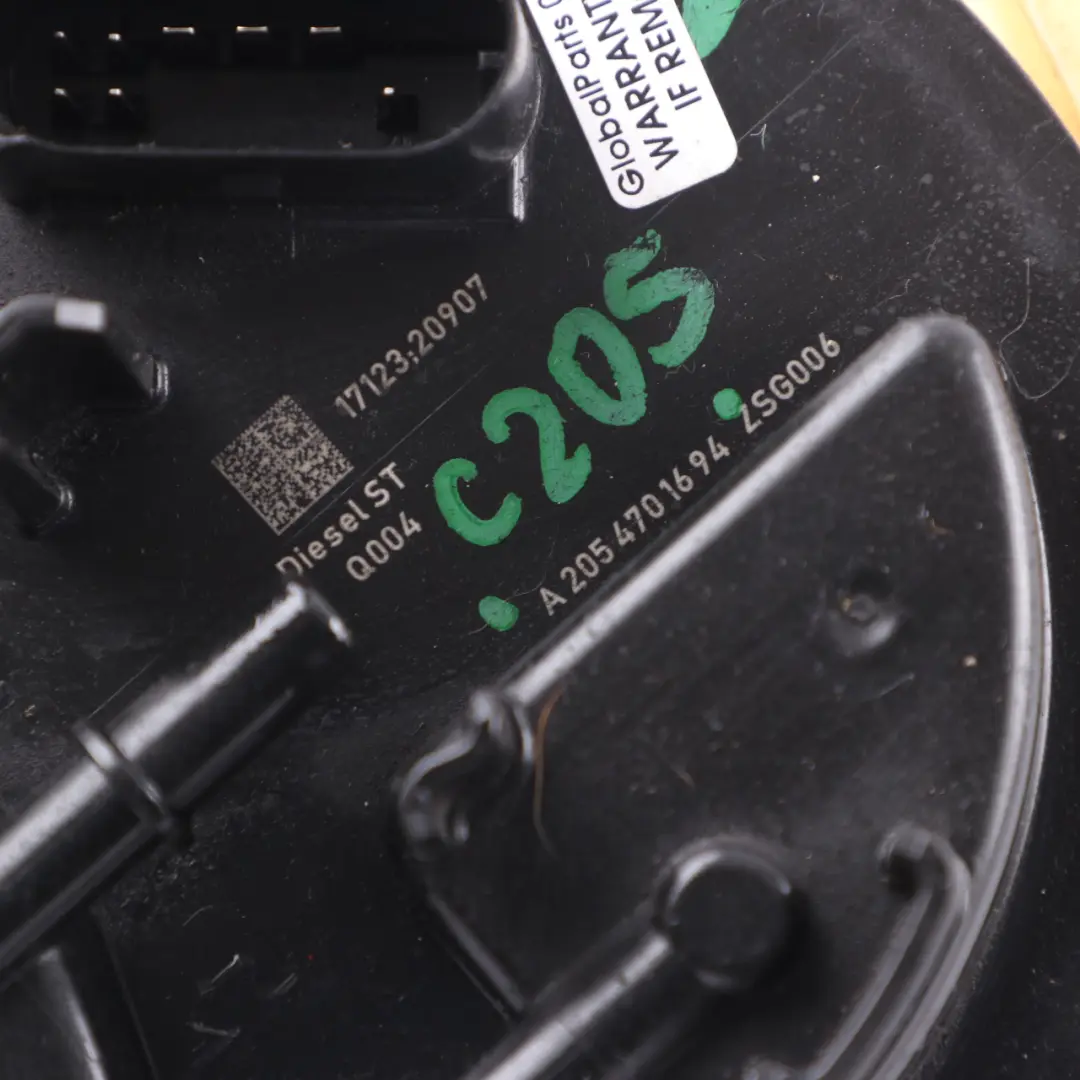 GlobalParts
WARRANT
IF REM
17123;20907
Diesel ST
Q004
C205
A 205 470 16 94 ZSG006